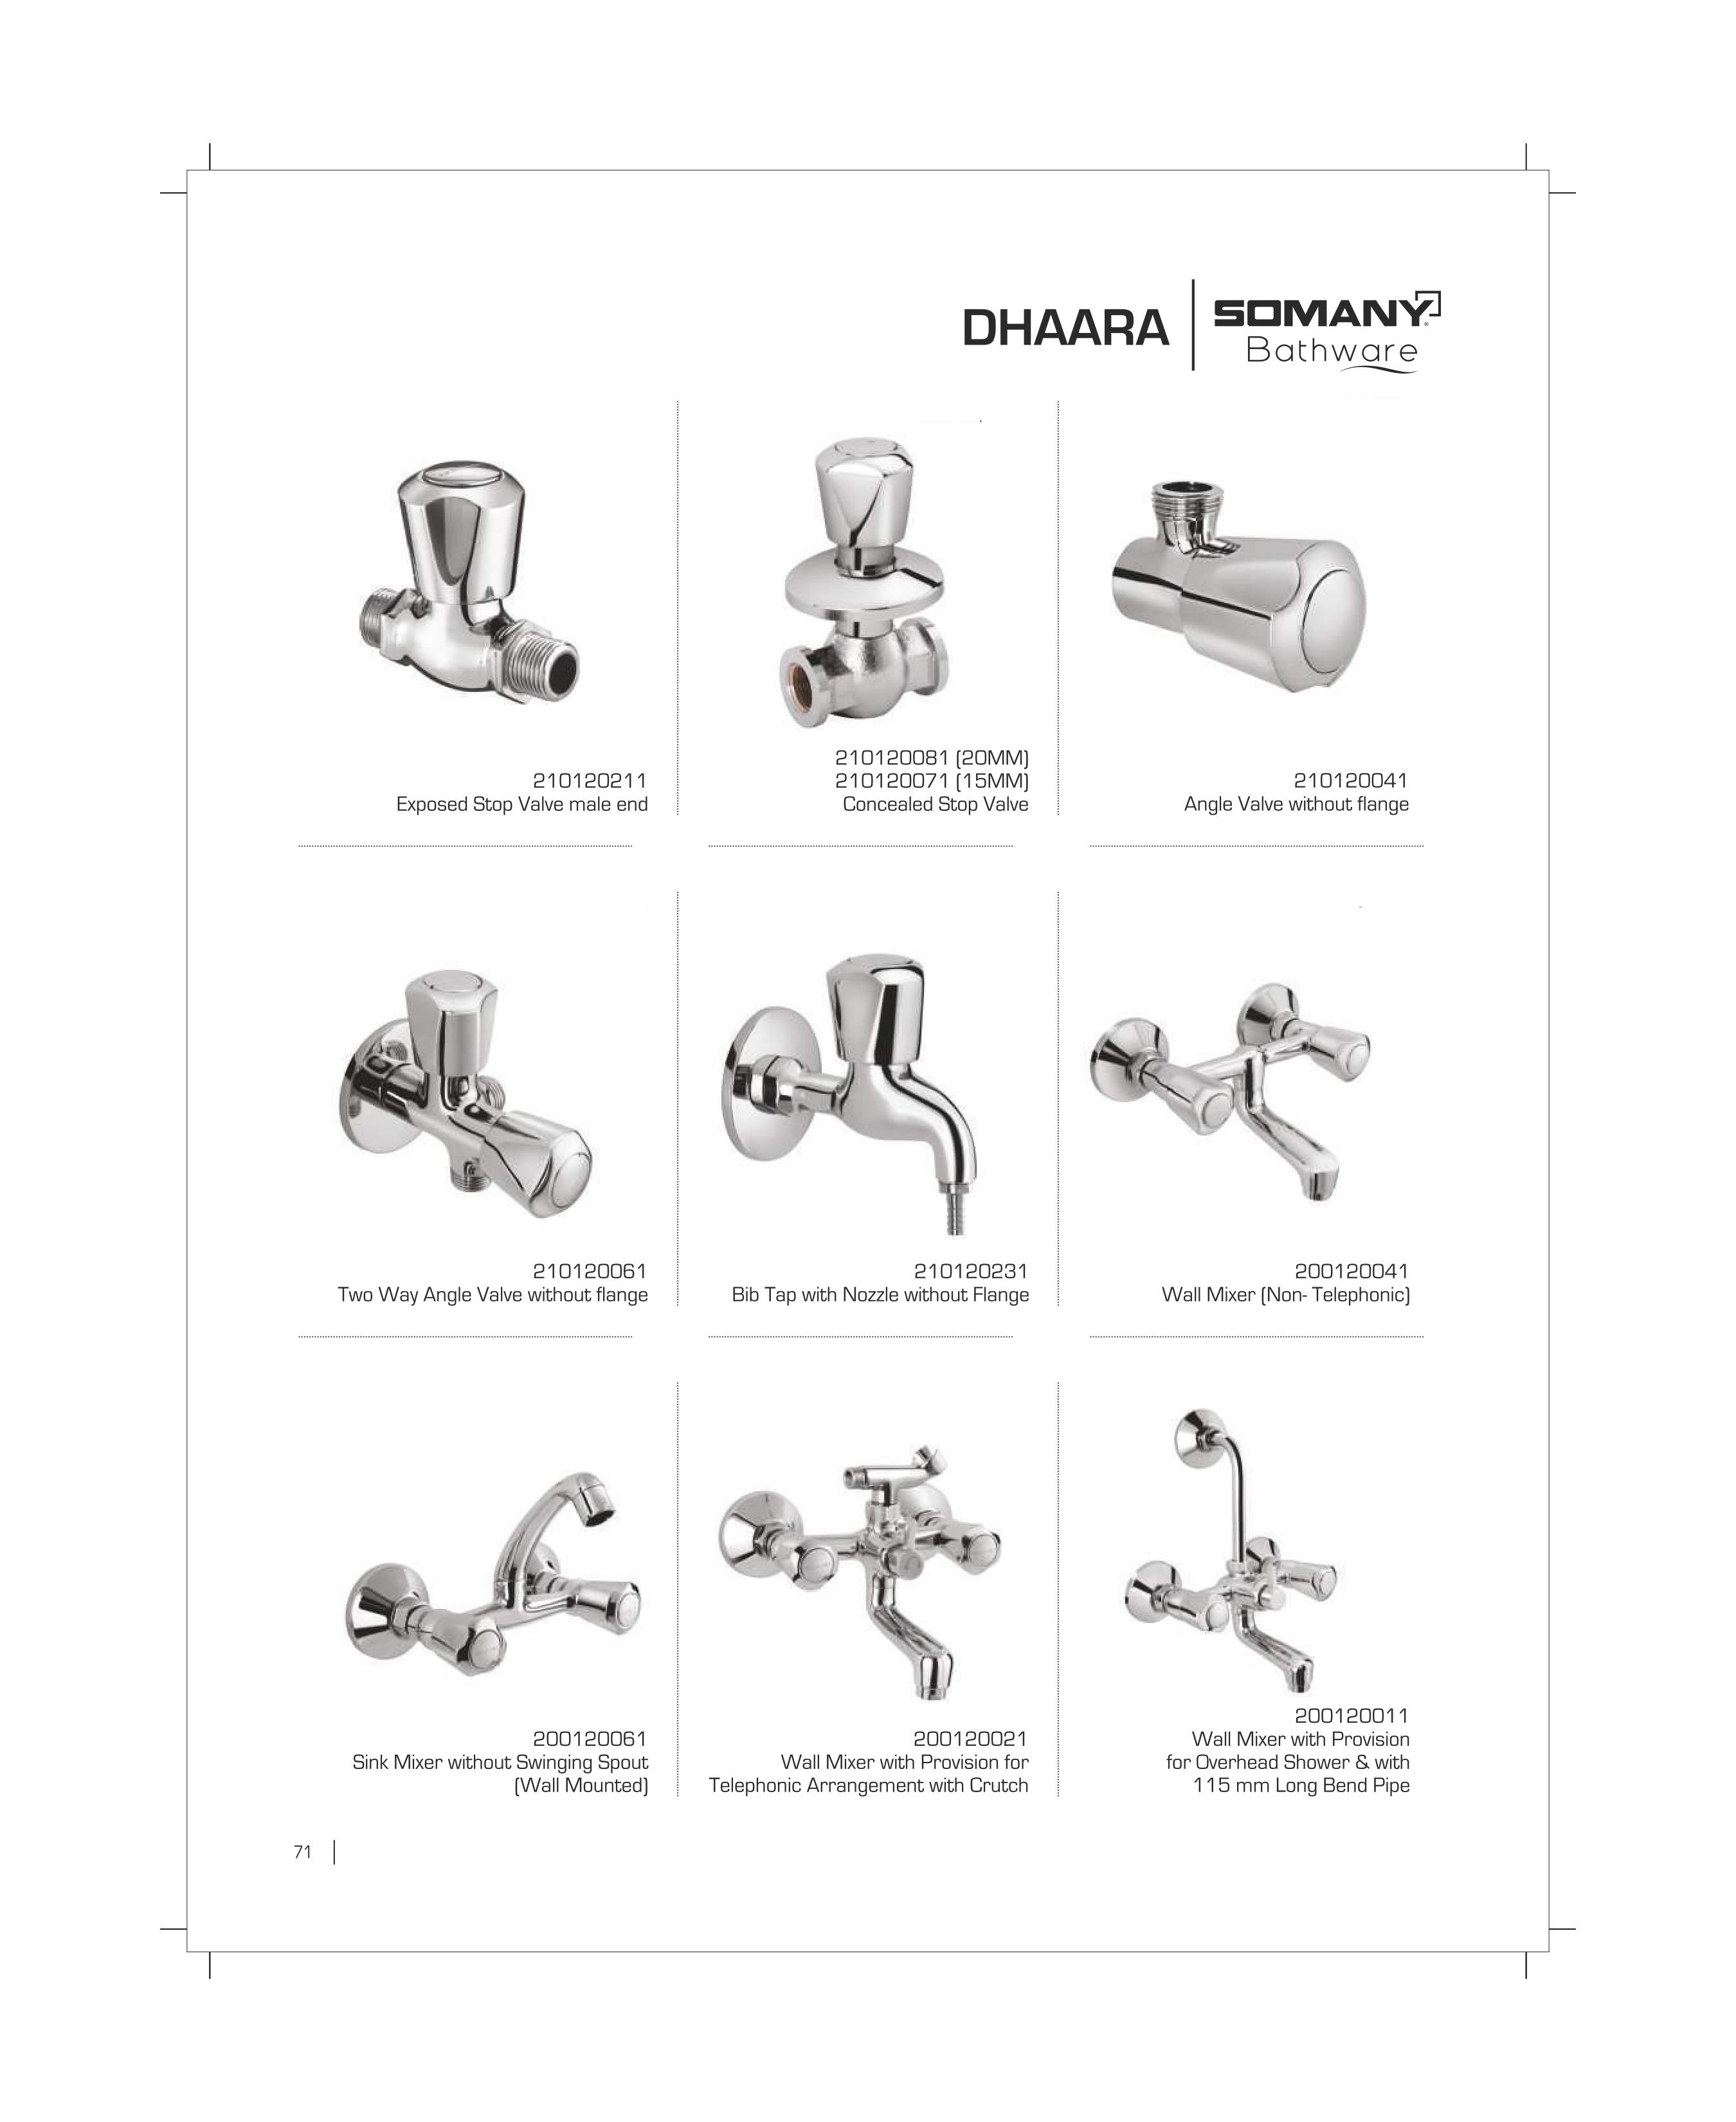 DHAARA
SOMANY
Bathware
210120211
Exposed Stop Valve male end
210120081 (20MM)
210120071 (15MM)
Concealed Stop Valve
210120041
Angle Valve without flange
210120061
Two Way Angle Valve without flange
210120231
Bib Tap with Nozzle without Flange
200120041
Wall Mixer (Non- Telephonic)
200120061
Sink Mixer without Swinging Spout
(Wall Mounted)
200120021
Wall Mixer with Provision for
Telephonic Arrangement with Crutch
200120011
Wall Mixer with Provision
for Overhead Shower & with
115 mm Long Bend Pipe
71